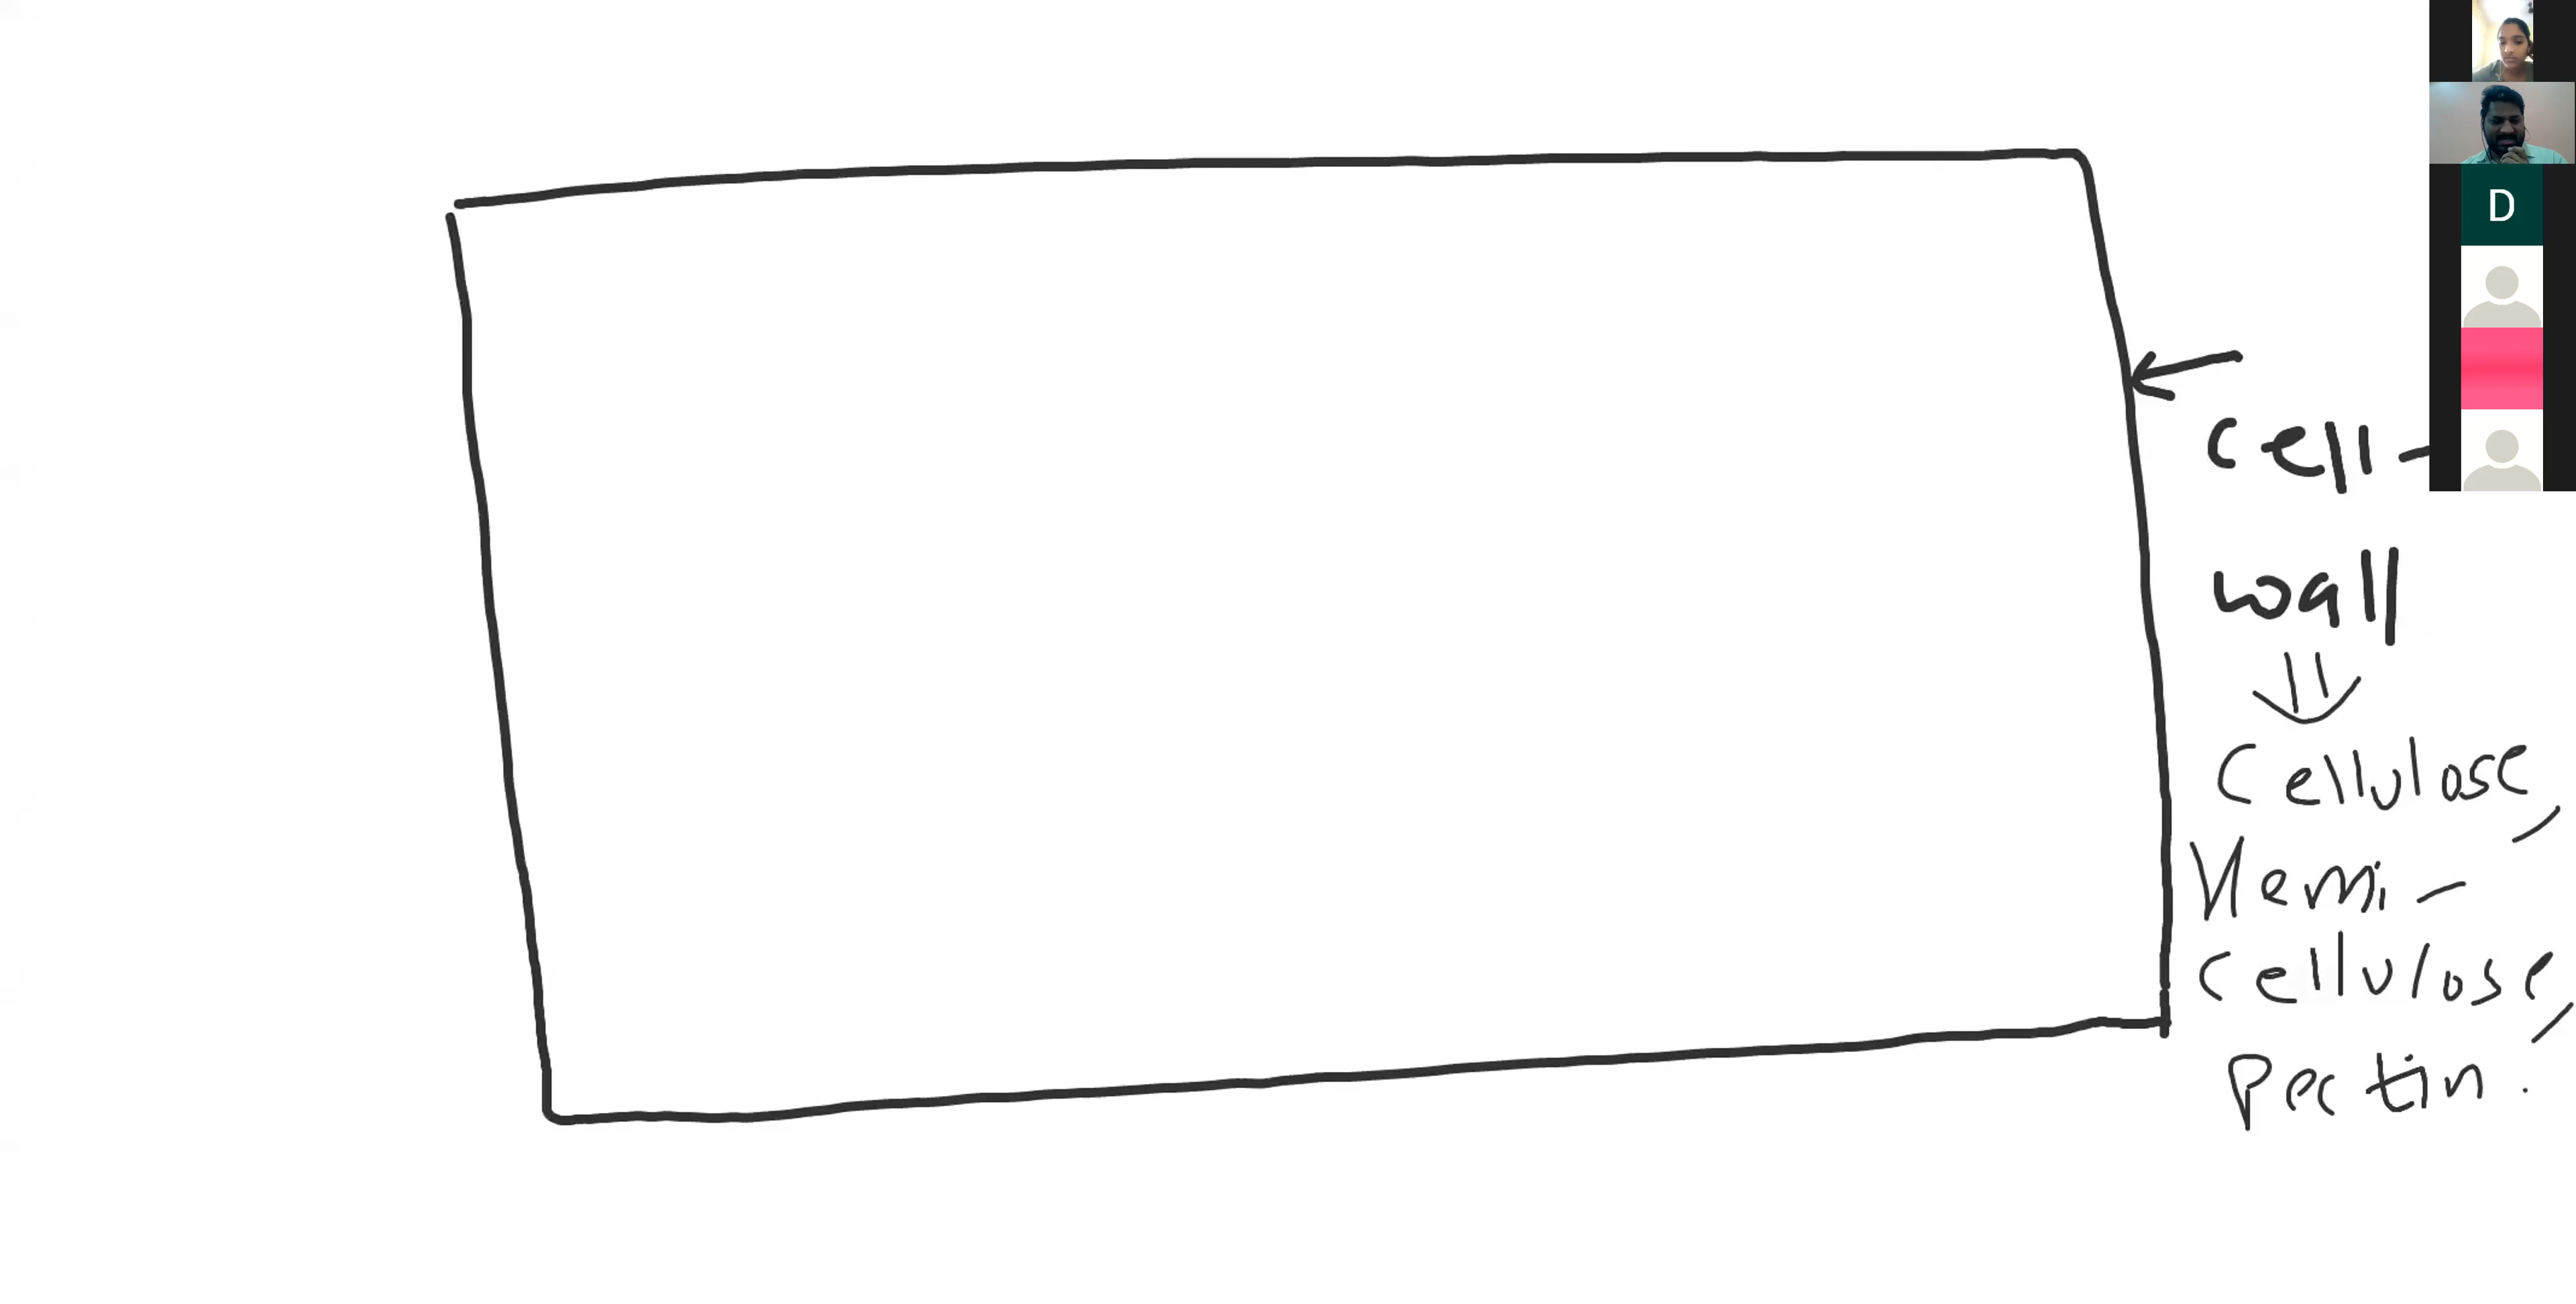 D
cell-
wall
Cellulose,
Hemi-
cellulose,
pectin.